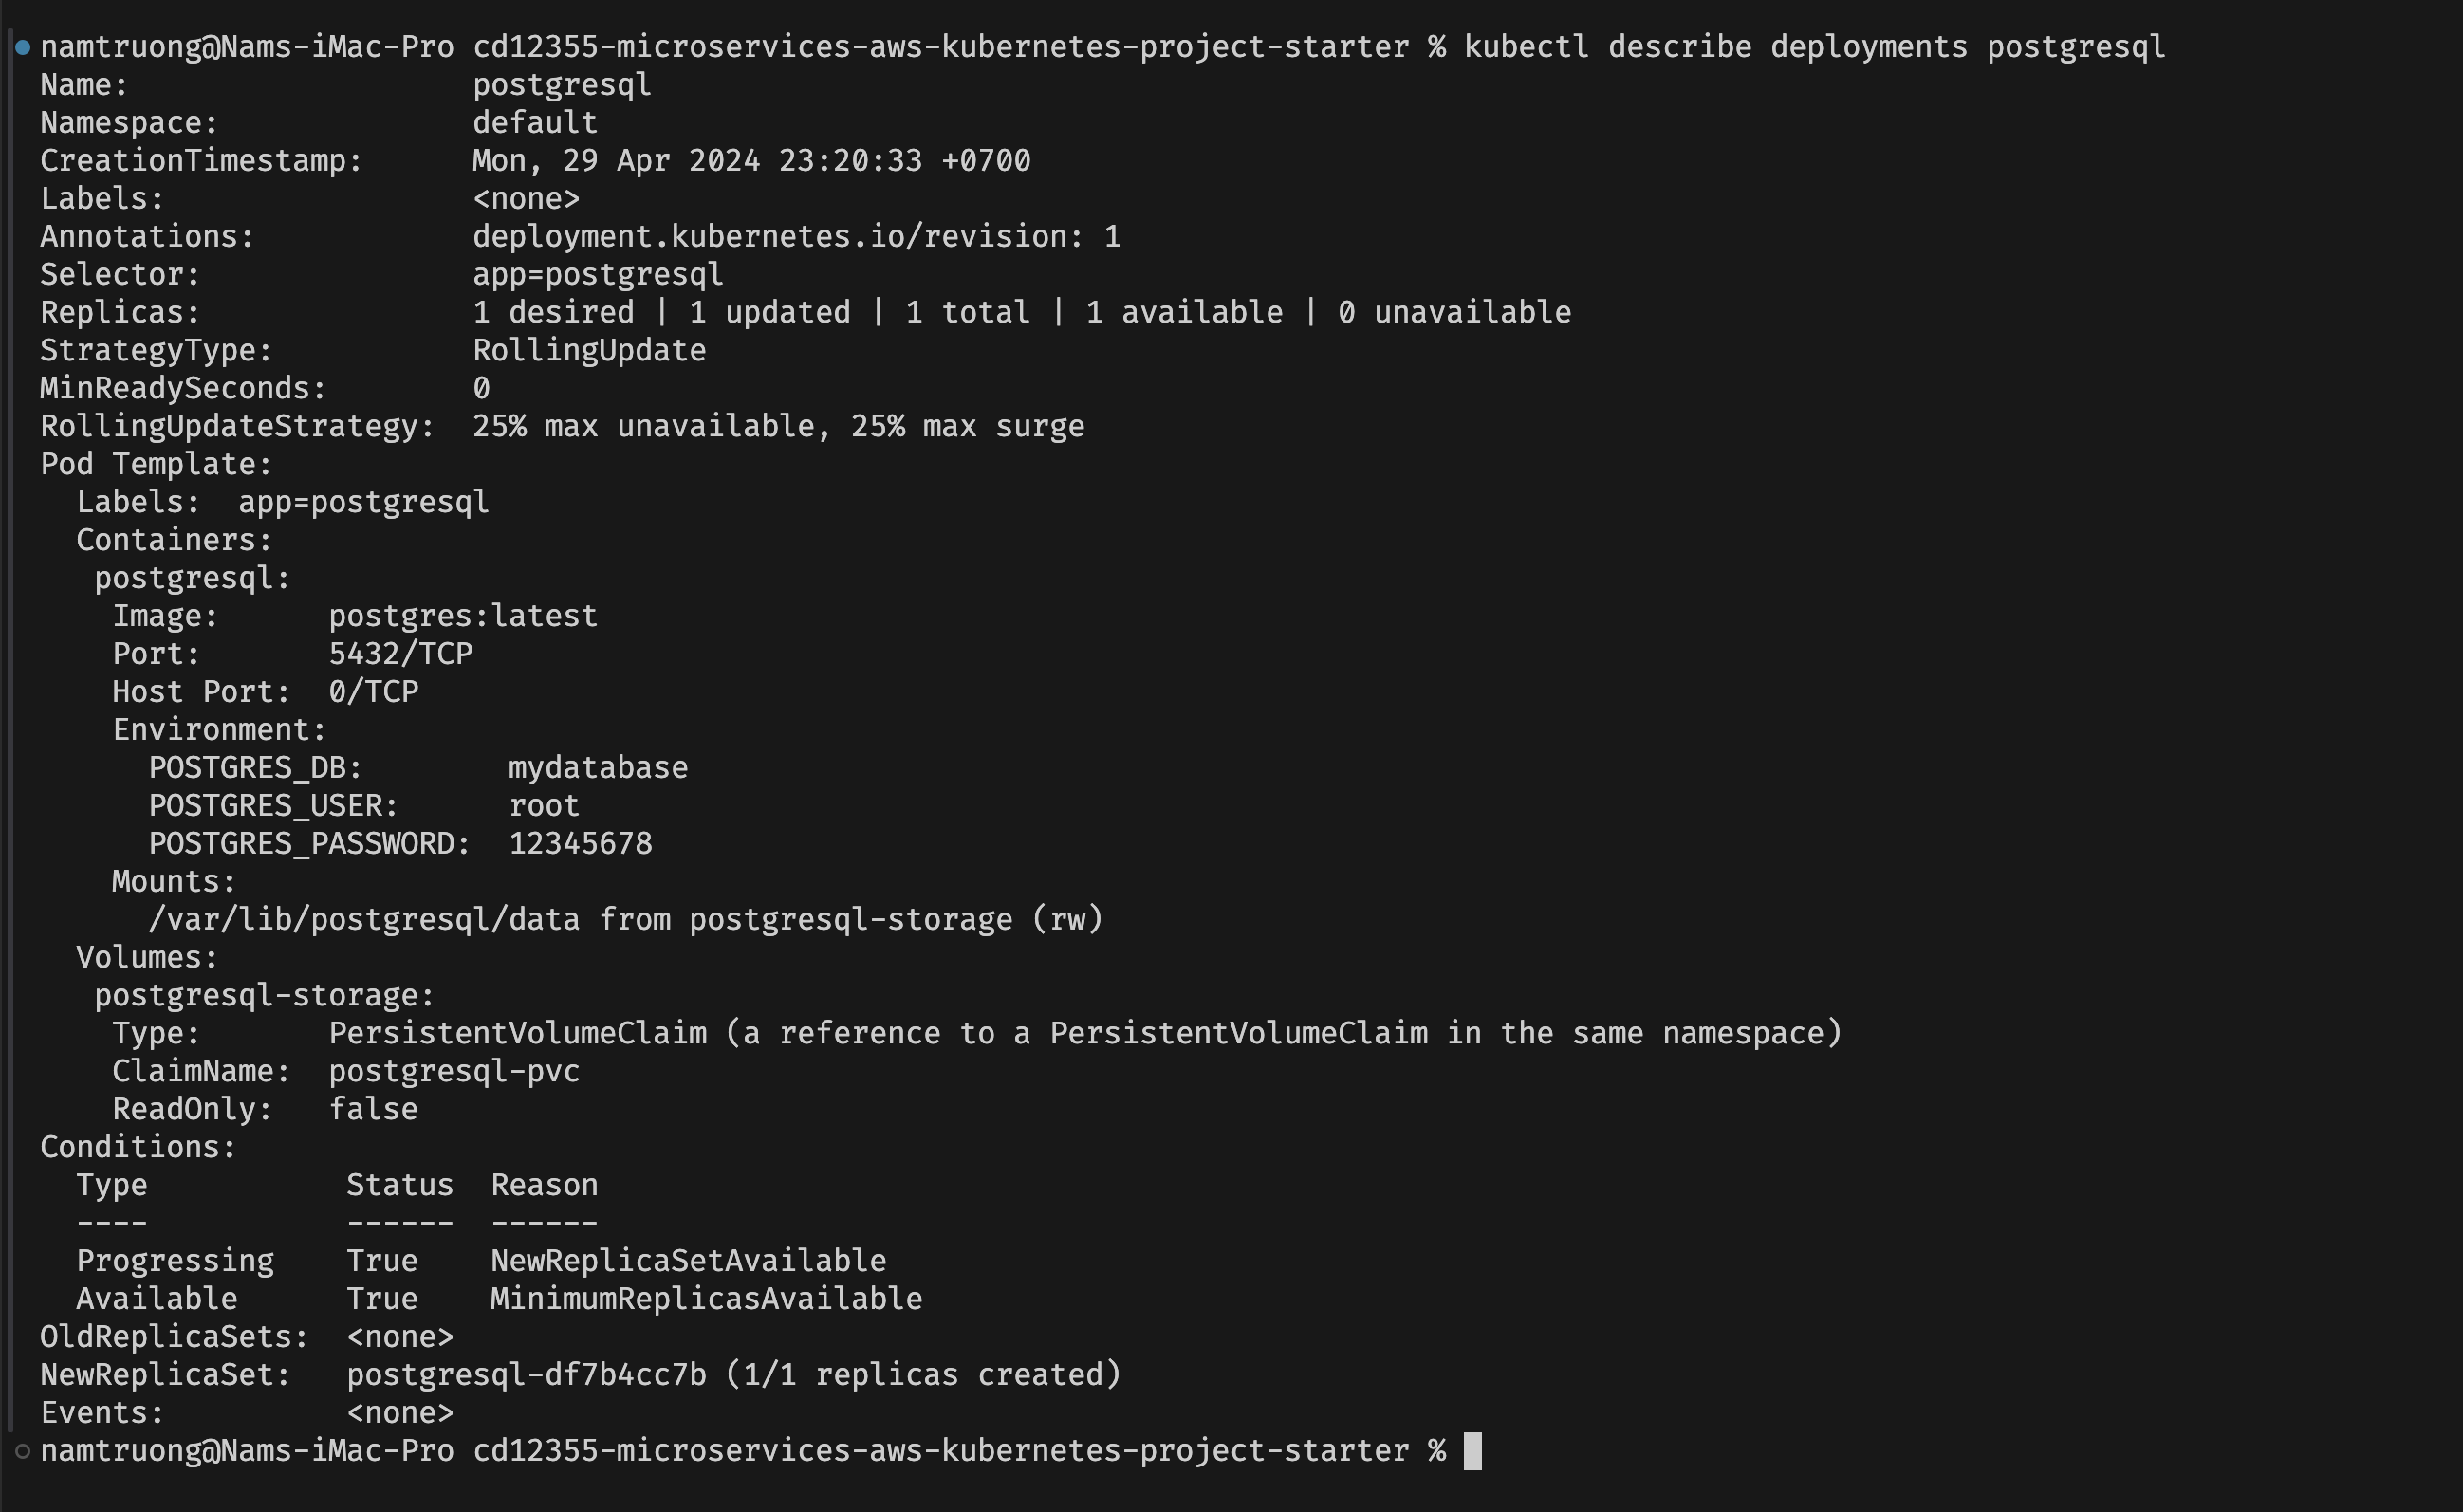 namtruong@Nams-iMac-Pro cd12355-microservices-aws-kubernetes-project-starter % kubectl describe deployments postgresql
Name:                   postgresql
Namespace:              default
CreationTimestamp:      Mon, 29 Apr 2024 23:20:33 +0700
Labels:                 <none>
Annotations:            deployment.kubernetes.io/revision: 1
Selector:               app=postgresql
Replicas:               1 desired | 1 updated | 1 total | 1 available | 0 unavailable
StrategyType:           RollingUpdate
MinReadySeconds:        0
RollingUpdateStrategy:  25% max unavailable, 25% max surge
Pod Template:
  Labels:  app=postgresql
  Containers:
   postgresql:
    Image:      postgres:latest
    Port:       5432/TCP
    Host Port:  0/TCP
    Environment:
      POSTGRES_DB:        mydatabase
      POSTGRES_USER:      root
      POSTGRES_PASSWORD:  12345678
    Mounts:
      /var/lib/postgresql/data from postgresql-storage (rw)
  Volumes:
   postgresql-storage:
    Type:       PersistentVolumeClaim (a reference to a PersistentVolumeClaim in the same namespace)
    ClaimName:  postgresql-pvc
    ReadOnly:   false
Conditions:
  Type           Status  Reason
  ----           ------  ------
  Progressing    True    NewReplicaSetAvailable
  Available      True    MinimumReplicasAvailable
OldReplicaSets:  <none>
NewReplicaSet:   postgresql-df7b4cc7b (1/1 replicas created)
Events:          <none>
namtruong@Nams-iMac-Pro cd12355-microservices-aws-kubernetes-project-starter %